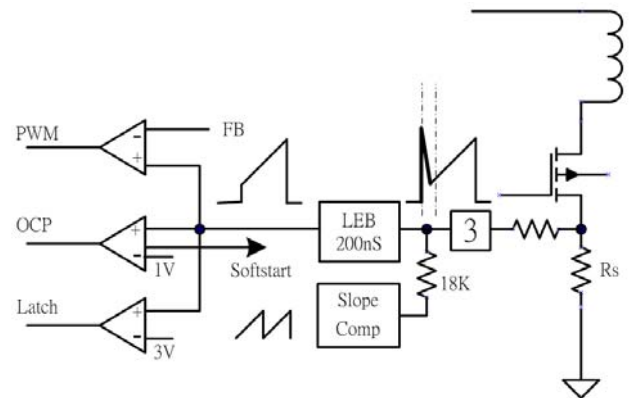 PWM
FB
OCP
1V
Softstart
Latch
3V
LEB
200nS
3
18K
Slope
Comp
Rs
+
-
+
-
+
-